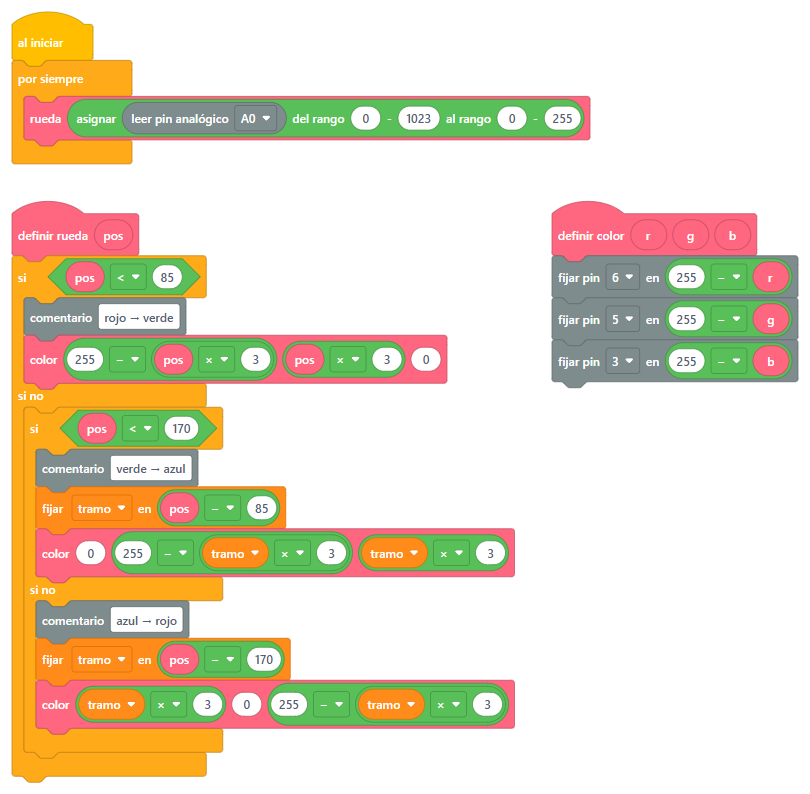 al iniciar
por siempre
rueda asignar leer pin analógico A0 del rango 0 - 1023 al rango 0 - 255
definir rueda pos
si pos < 85
comentario rojo → verde
color 255 - pos × 3 pos × 3 0
si no
si pos < 170
comentario verde → azul
fijar tramo en pos - 85
color 0 255 - tramo × 3 tramo × 3
si no
comentario azul → rojo
fijar tramo en pos - 170
color tramo × 3 0 255 - tramo × 3
definir color r g b
fijar pin 6 en 255 - r
fijar pin 5 en 255 - g
fijar pin 3 en 255 - b